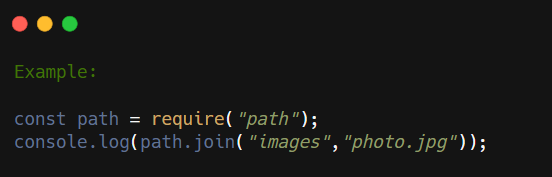 Example:
const path = require("path");
console.log(path.join("images","photo.jpg"));